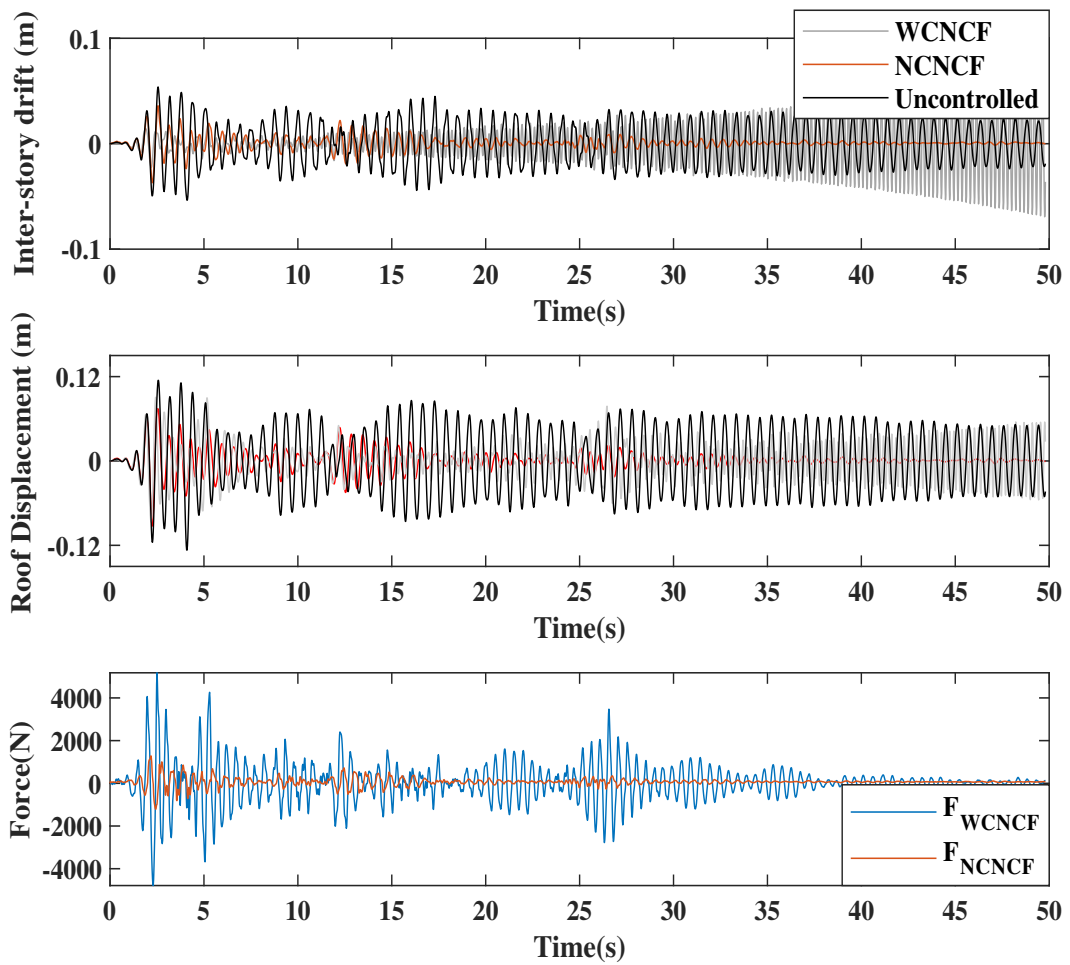 Inter-story drift (m)
0.1
0
-0.1
WCNCF
NCNCF
Uncontrolled
0 5 10 15 20 25 30 35 40 45 50
Time(s)
Roof Displacement (m)
0.12
0
-0.12
0 5 10 15 20 25 30 35 40 45 50
Time(s)
Force(N)
4000
2000
0
-2000
-4000
F_WCNCF
F_NCNCF
0 5 10 15 20 25 30 35 40 45 50
Time(s)